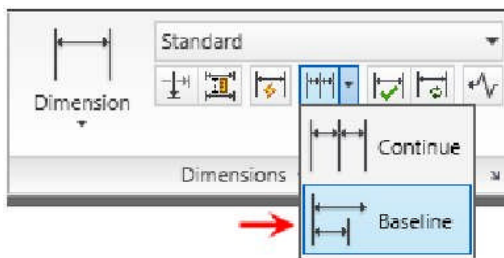 Standard
Dimension
Continue
Dimensions
Baseline